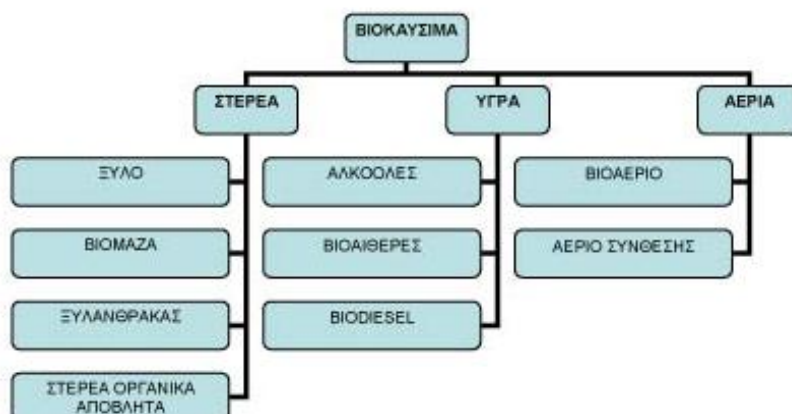 ΒΙΟΚΑΥΣΙΜΑ
ΣΤΕΡΕΑ
ΥΓΡΑ
ΑΕΡΙΑ
ΞΥΛΟ
ΑΛΚΟΟΛΕΣ
ΒΙΟΑΕΡΙΟ
ΒΙΟΜΑΖΑ
ΒΙΟΑΙΘΕΡΕΣ
ΑΕΡΙΟ ΣΥΝΘΕΣΗΣ
ΞΥΛΑΝΘΡΑΚΑΣ
BIODIESEL
ΣΤΕΡΕΑ ΟΡΓΑΝΙΚΑ
ΑΠΟΒΛΗΤΑ